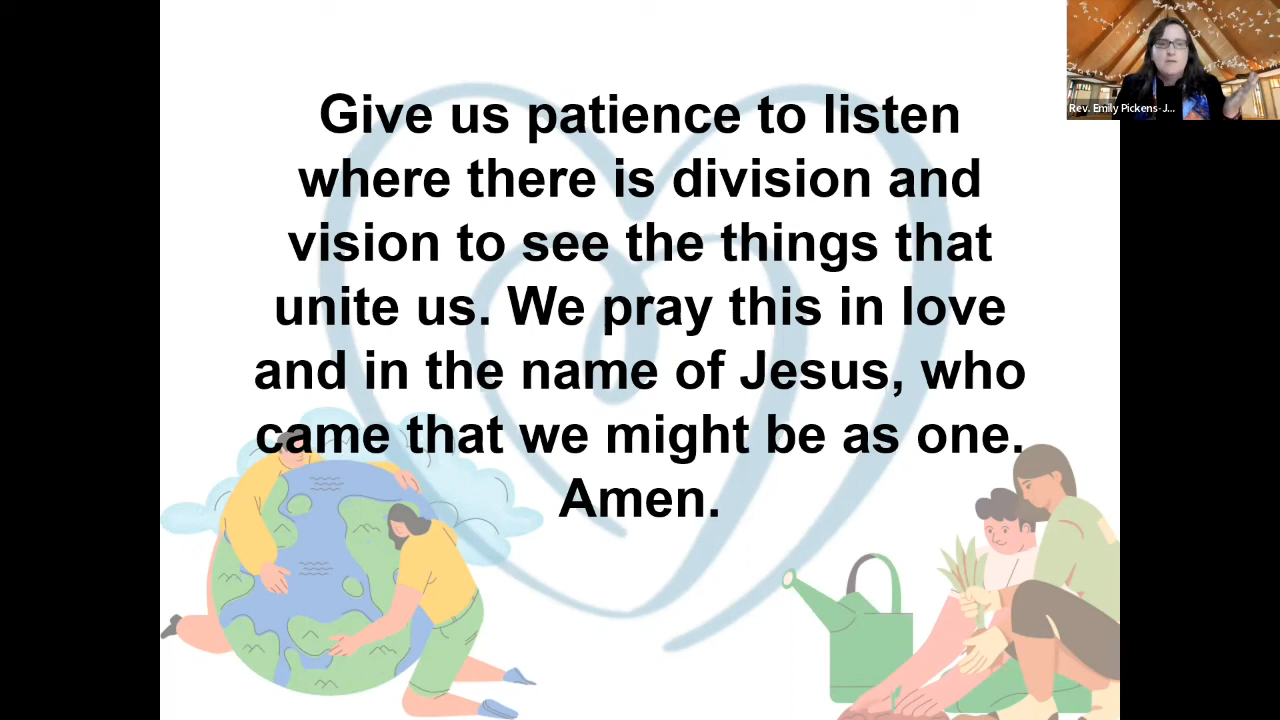 Give us patience to listen
where there is division and
vision to see the things that
unite us. We pray this in love
and in the name of Jesus, who
came that we might be as one.
Amen.
Rev. Emily Pickens-J...